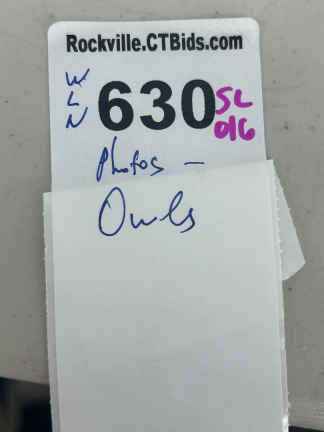 Rockville.CTBids.com
WLN
630
SL
016
Photos -
Owls